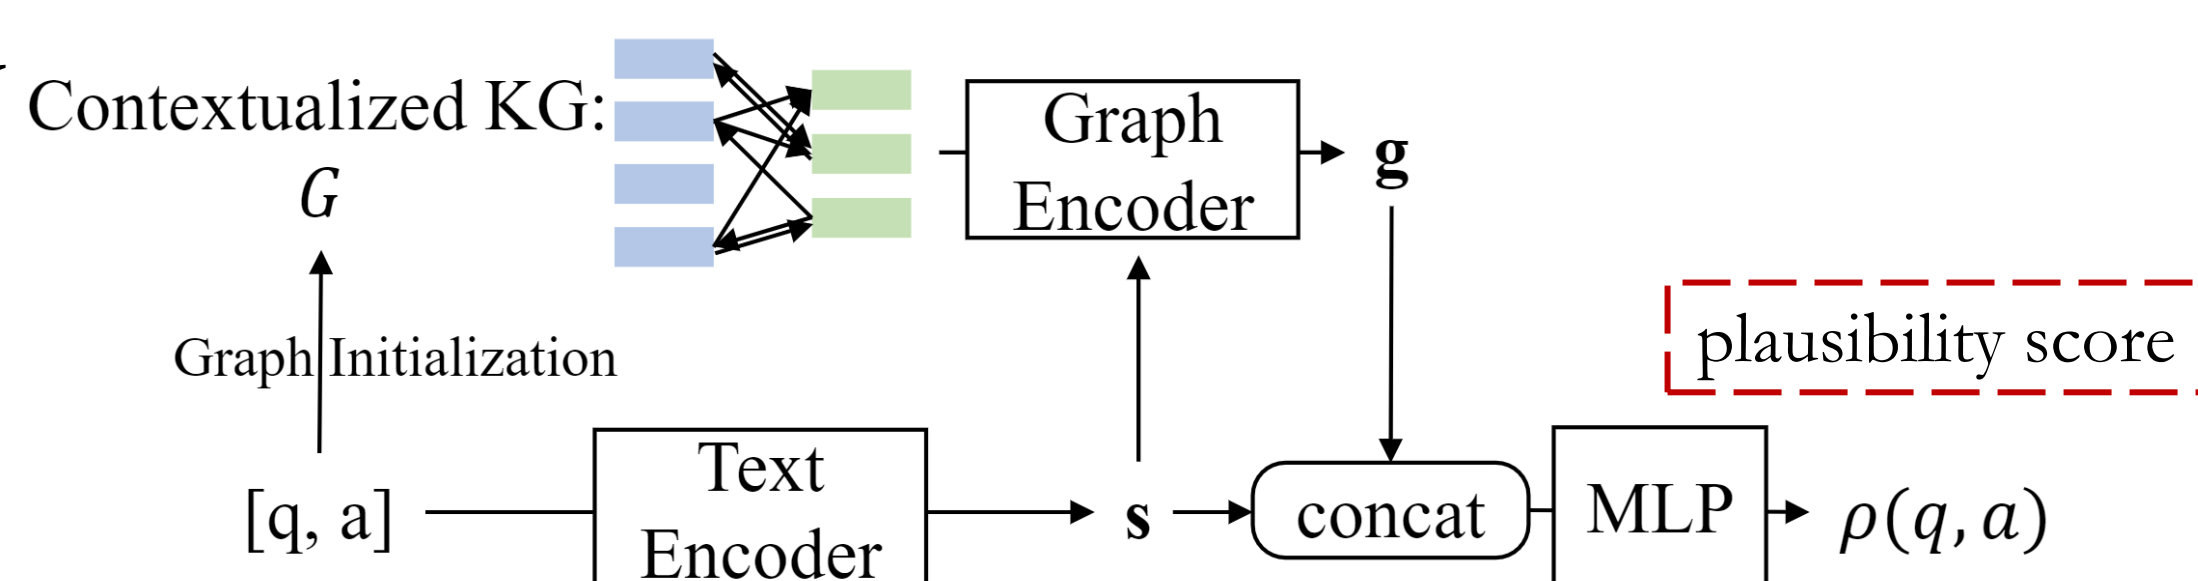 Contextualized KG:
G
Graph
Encoder
g
Graph Initialization
plausibility score
[q, a]
Text
Encoder
s
concat
MLP
ρ(q, a)